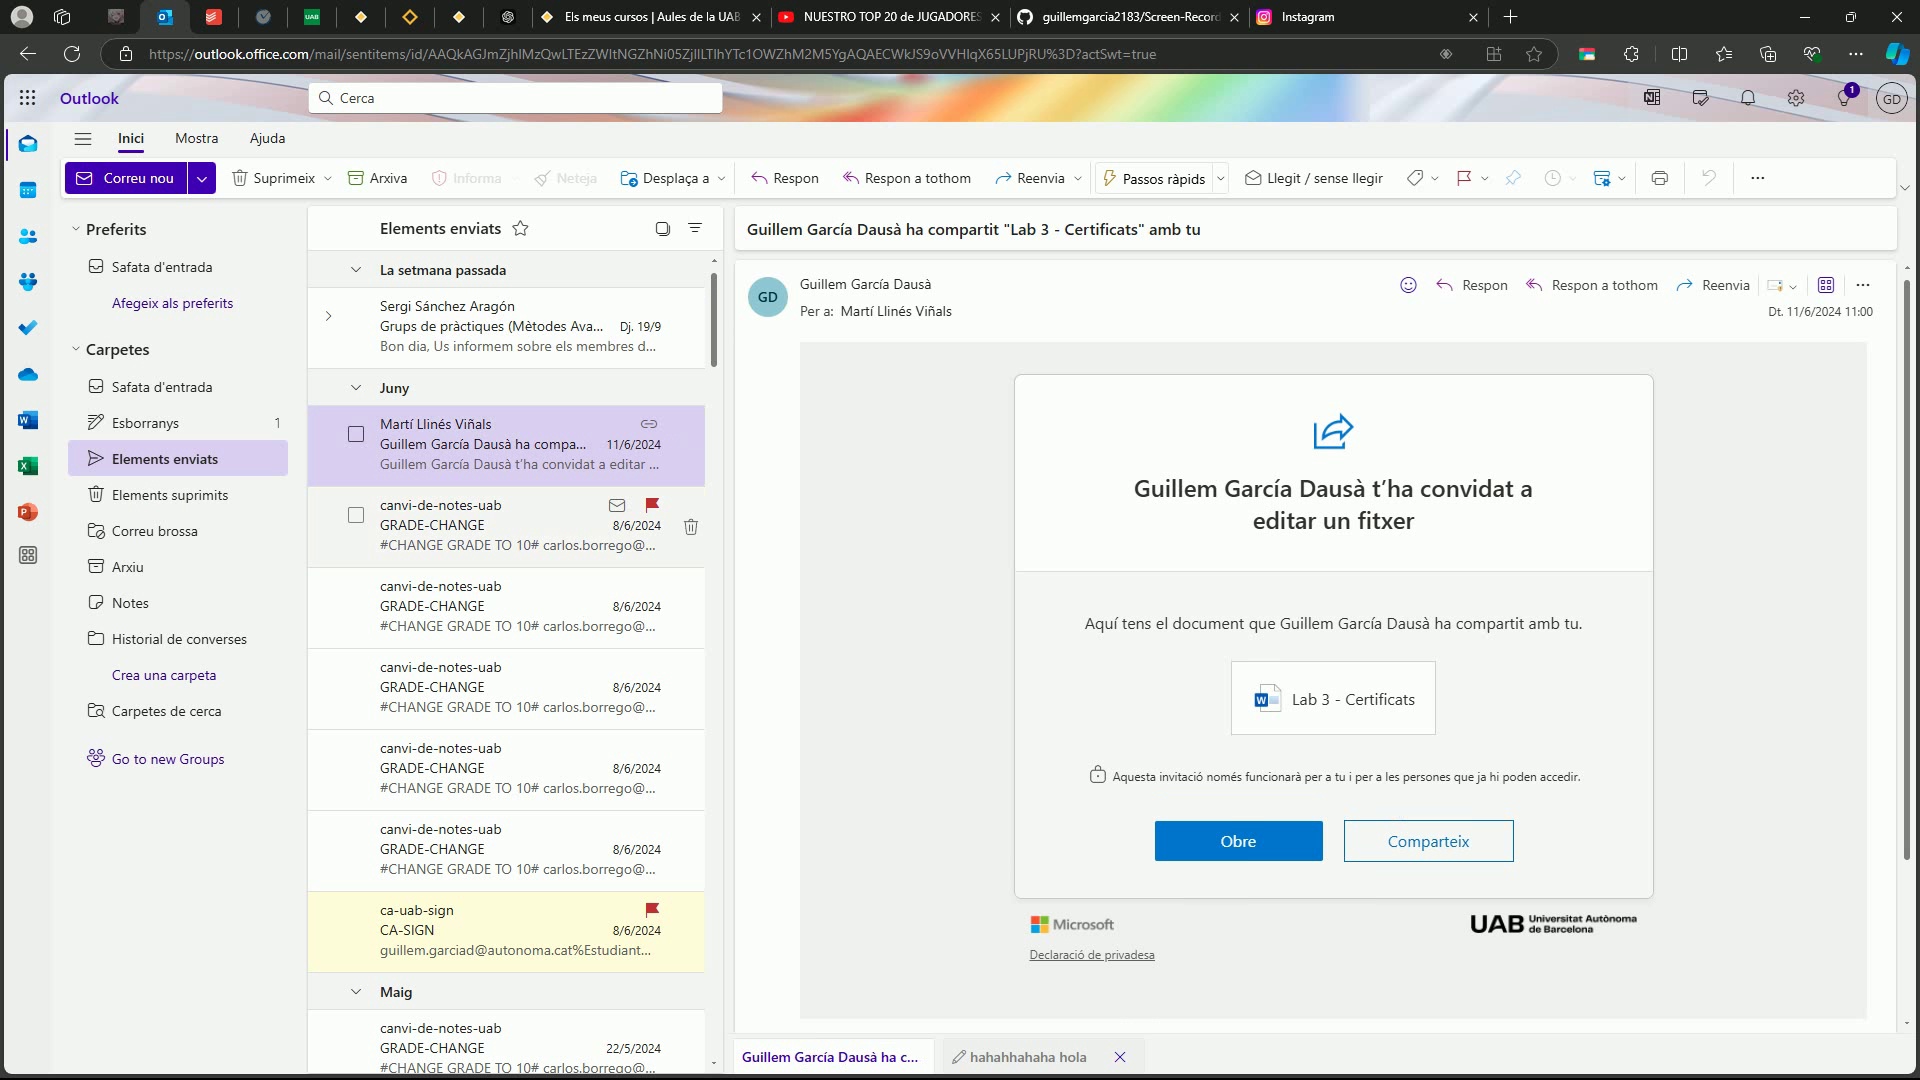 Els meus cursos | Aules de la UAB
NUESTRO TOP 20 de JUGADORES
guillemgarcia2183/Screen-Record
Instagram
https://outlook.office.com/mail/sentitems/id/
Outlook
Cerca
1
GD
Inici
Mostra
Ajuda
Correu nou
Suprimeix
Arxiva
Informa
Neteja
Desplaça a
Respon
Respon a tothom
Reenvia
Passos ràpids
Llegit / sense llegir
Preferits
Safata d'entrada
Afegeix als preferits
Carpetes
Safata d'entrada
Esborranys 1
Elements enviats
Elements suprimits
Correu brossa
Arxiu
Notes
Historial de converses
Crea una carpeta
Carpetes de cerca
Go to new Groups
Elements enviats
La setmana passada
Sergi Sánchez Aragón
Grups de pràctiques (Mètodes Ava... Dj. 19/9
Bon dia, Us informem sobre els membres d...
Juny
Martí Llinés Viñals
Guillem García Dausà ha compa... 11/6/2024
Guillem García Dausà t'ha convidat a editar ...
canvi-de-notes-uab
GRADE-CHANGE 8/6/2024
#CHANGE GRADE TO 10# carlos.borrego@...
canvi-de-notes-uab
GRADE-CHANGE 8/6/2024
#CHANGE GRADE TO 10# carlos.borrego@...
canvi-de-notes-uab
GRADE-CHANGE 8/6/2024
#CHANGE GRADE TO 10# carlos.borrego@...
canvi-de-notes-uab
GRADE-CHANGE 8/6/2024
#CHANGE GRADE TO 10# carlos.borrego@...
canvi-de-notes-uab
GRADE-CHANGE 8/6/2024
#CHANGE GRADE TO 10# carlos.borrego@...
ca-uab-sign
CA-SIGN 8/6/2024
guillem.garciad@autonoma.cat%Estudiant...
Maig
canvi-de-notes-uab
GRADE-CHANGE 22/5/2024
#CHANGE GRADE TO 10# carlos.borrego@...
Guillem García Dausà ha compartit "Lab 3 - Certificats" amb tu
GD
Guillem García Dausà
Per a: Martí Llinés Viñals
Respon
Respon a tothom
Reenvia
Dt. 11/6/2024 11:00
Guillem García Dausà t'ha convidat a
editar un fitxer
Aquí tens el document que Guillem García Dausà ha compartit amb tu.
Lab 3 - Certificats
Aquesta invitació només funcionarà per a tu i per a les persones que ja hi poden accedir.
Obre
Comparteix
Microsoft
UAB Universitat Autònoma
de Barcelona
Declaració de privadesa
Guillem García Dausà ha c...
hahahhahaha hola